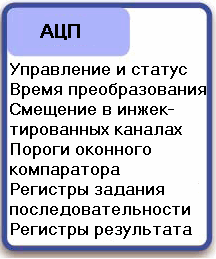 АЦП
Управление и статус
Время преобразования
Смещение в инжек-
тированных каналах
Пороги оконного
компаратора
Регистры задания
последовательности
Регистры результата